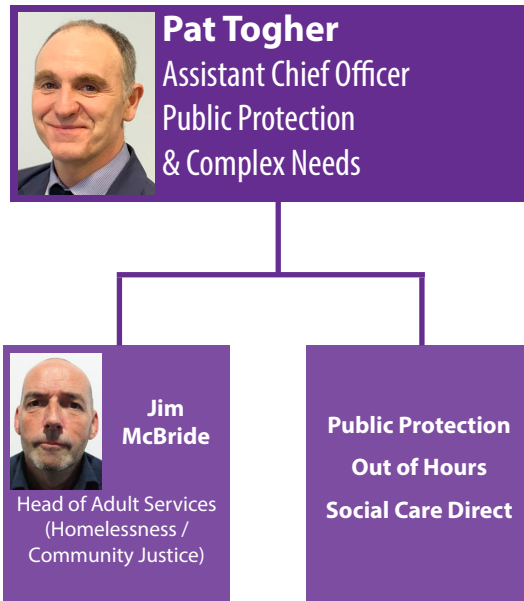 Pat Togher
Assistant Chief Officer
Public Protection
& Complex Needs
Jim
McBride
Head of Adult Services
(Homelessness /
Community Justice)
Public Protection
Out of Hours
Social Care Direct